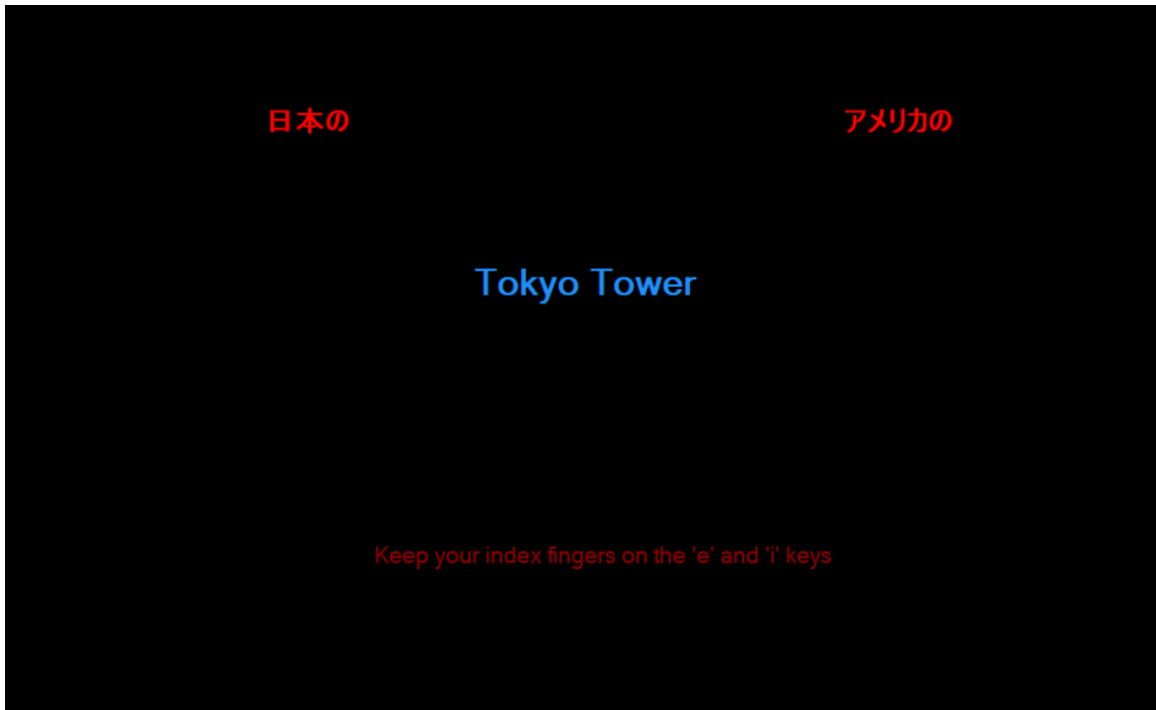 日本の アメリカの
Tokyo Tower
Keep your index fingers on the 'e' and 'i' keys